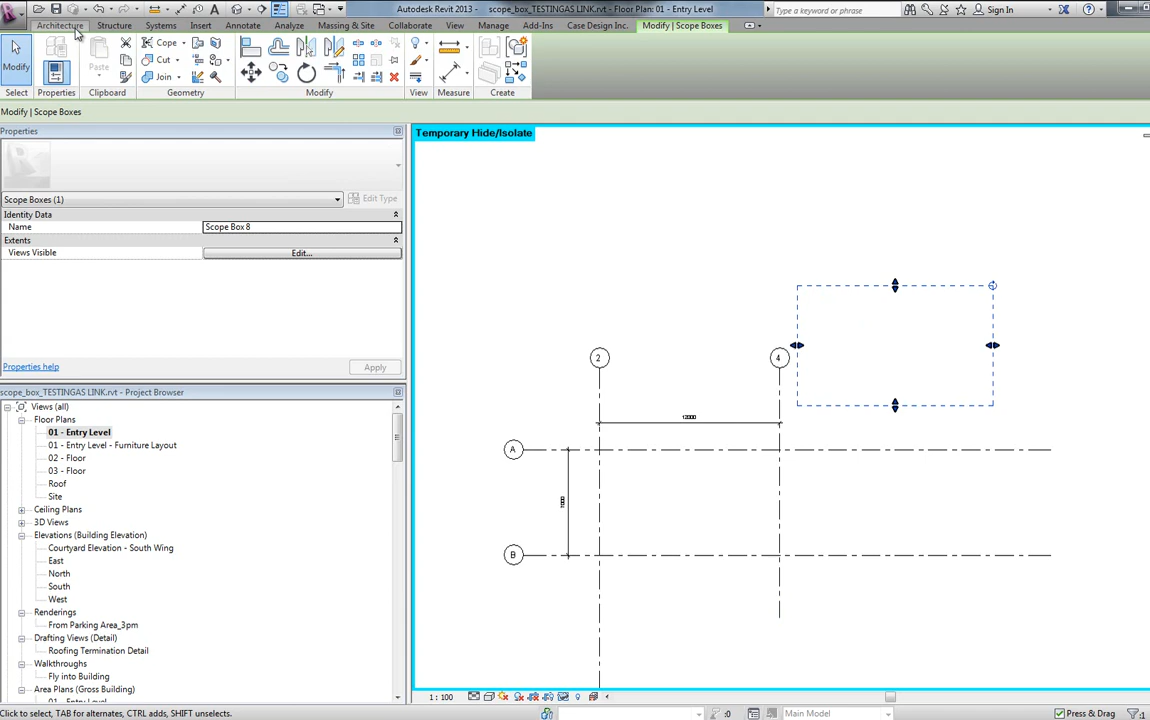 Autodesk Revit 2013 - scope_box_TESTINGAS LINK.rvt - Floor Plan: 01 - Entry Level
Type a keyword or phrase
Sign In
Architecture Structure Systems Insert Annotate Analyze Massing & Site Collaborate View Manage Add-Ins Case Design Inc. Modify | Scope Boxes
Modify Paste Cope Cut Join
Select Properties Clipboard Geometry Modify View Measure Create
Modify | Scope Boxes
Properties
Scope Boxes (1) Edit Type
Identity Data
Name Scope Box 8
Extents
Views Visible Edit...
Properties help Apply
scope_box_TESTINGAS LINK.rvt - Project Browser
Views (all)
Floor Plans
01 - Entry Level
01 - Entry Level - Furniture Layout
02 - Floor
03 - Floor
Roof
Site
Ceiling Plans
3D Views
Elevations (Building Elevation)
Courtyard Elevation - South Wing
East
North
South
West
Renderings
From Parking Area_3pm
Drafting Views (Detail)
Roofing Termination Detail
Walkthroughs
Fly into Building
Area Plans (Gross Building)
01 - Entry Level
Temporary Hide/Isolate
2 4
12000
A
B
1 : 100
Click to select, TAB for alternates, CTRL adds, SHIFT unselects.
:0 Main Model Press & Drag :1